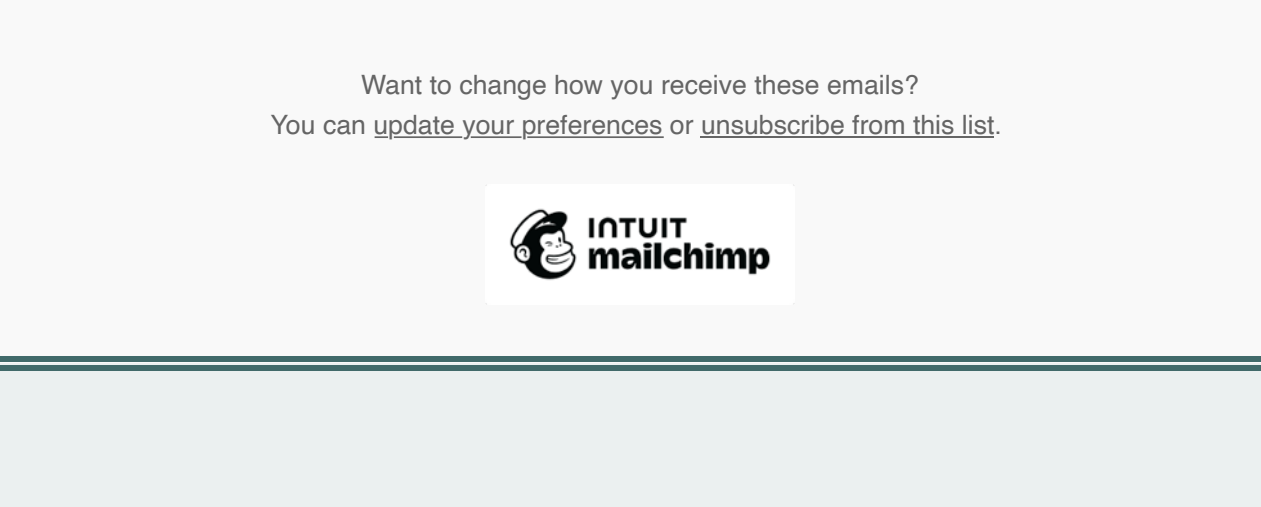 Want to change how you receive these emails?
You can update your preferences or unsubscribe from this list.
INTUIT
mailchimp